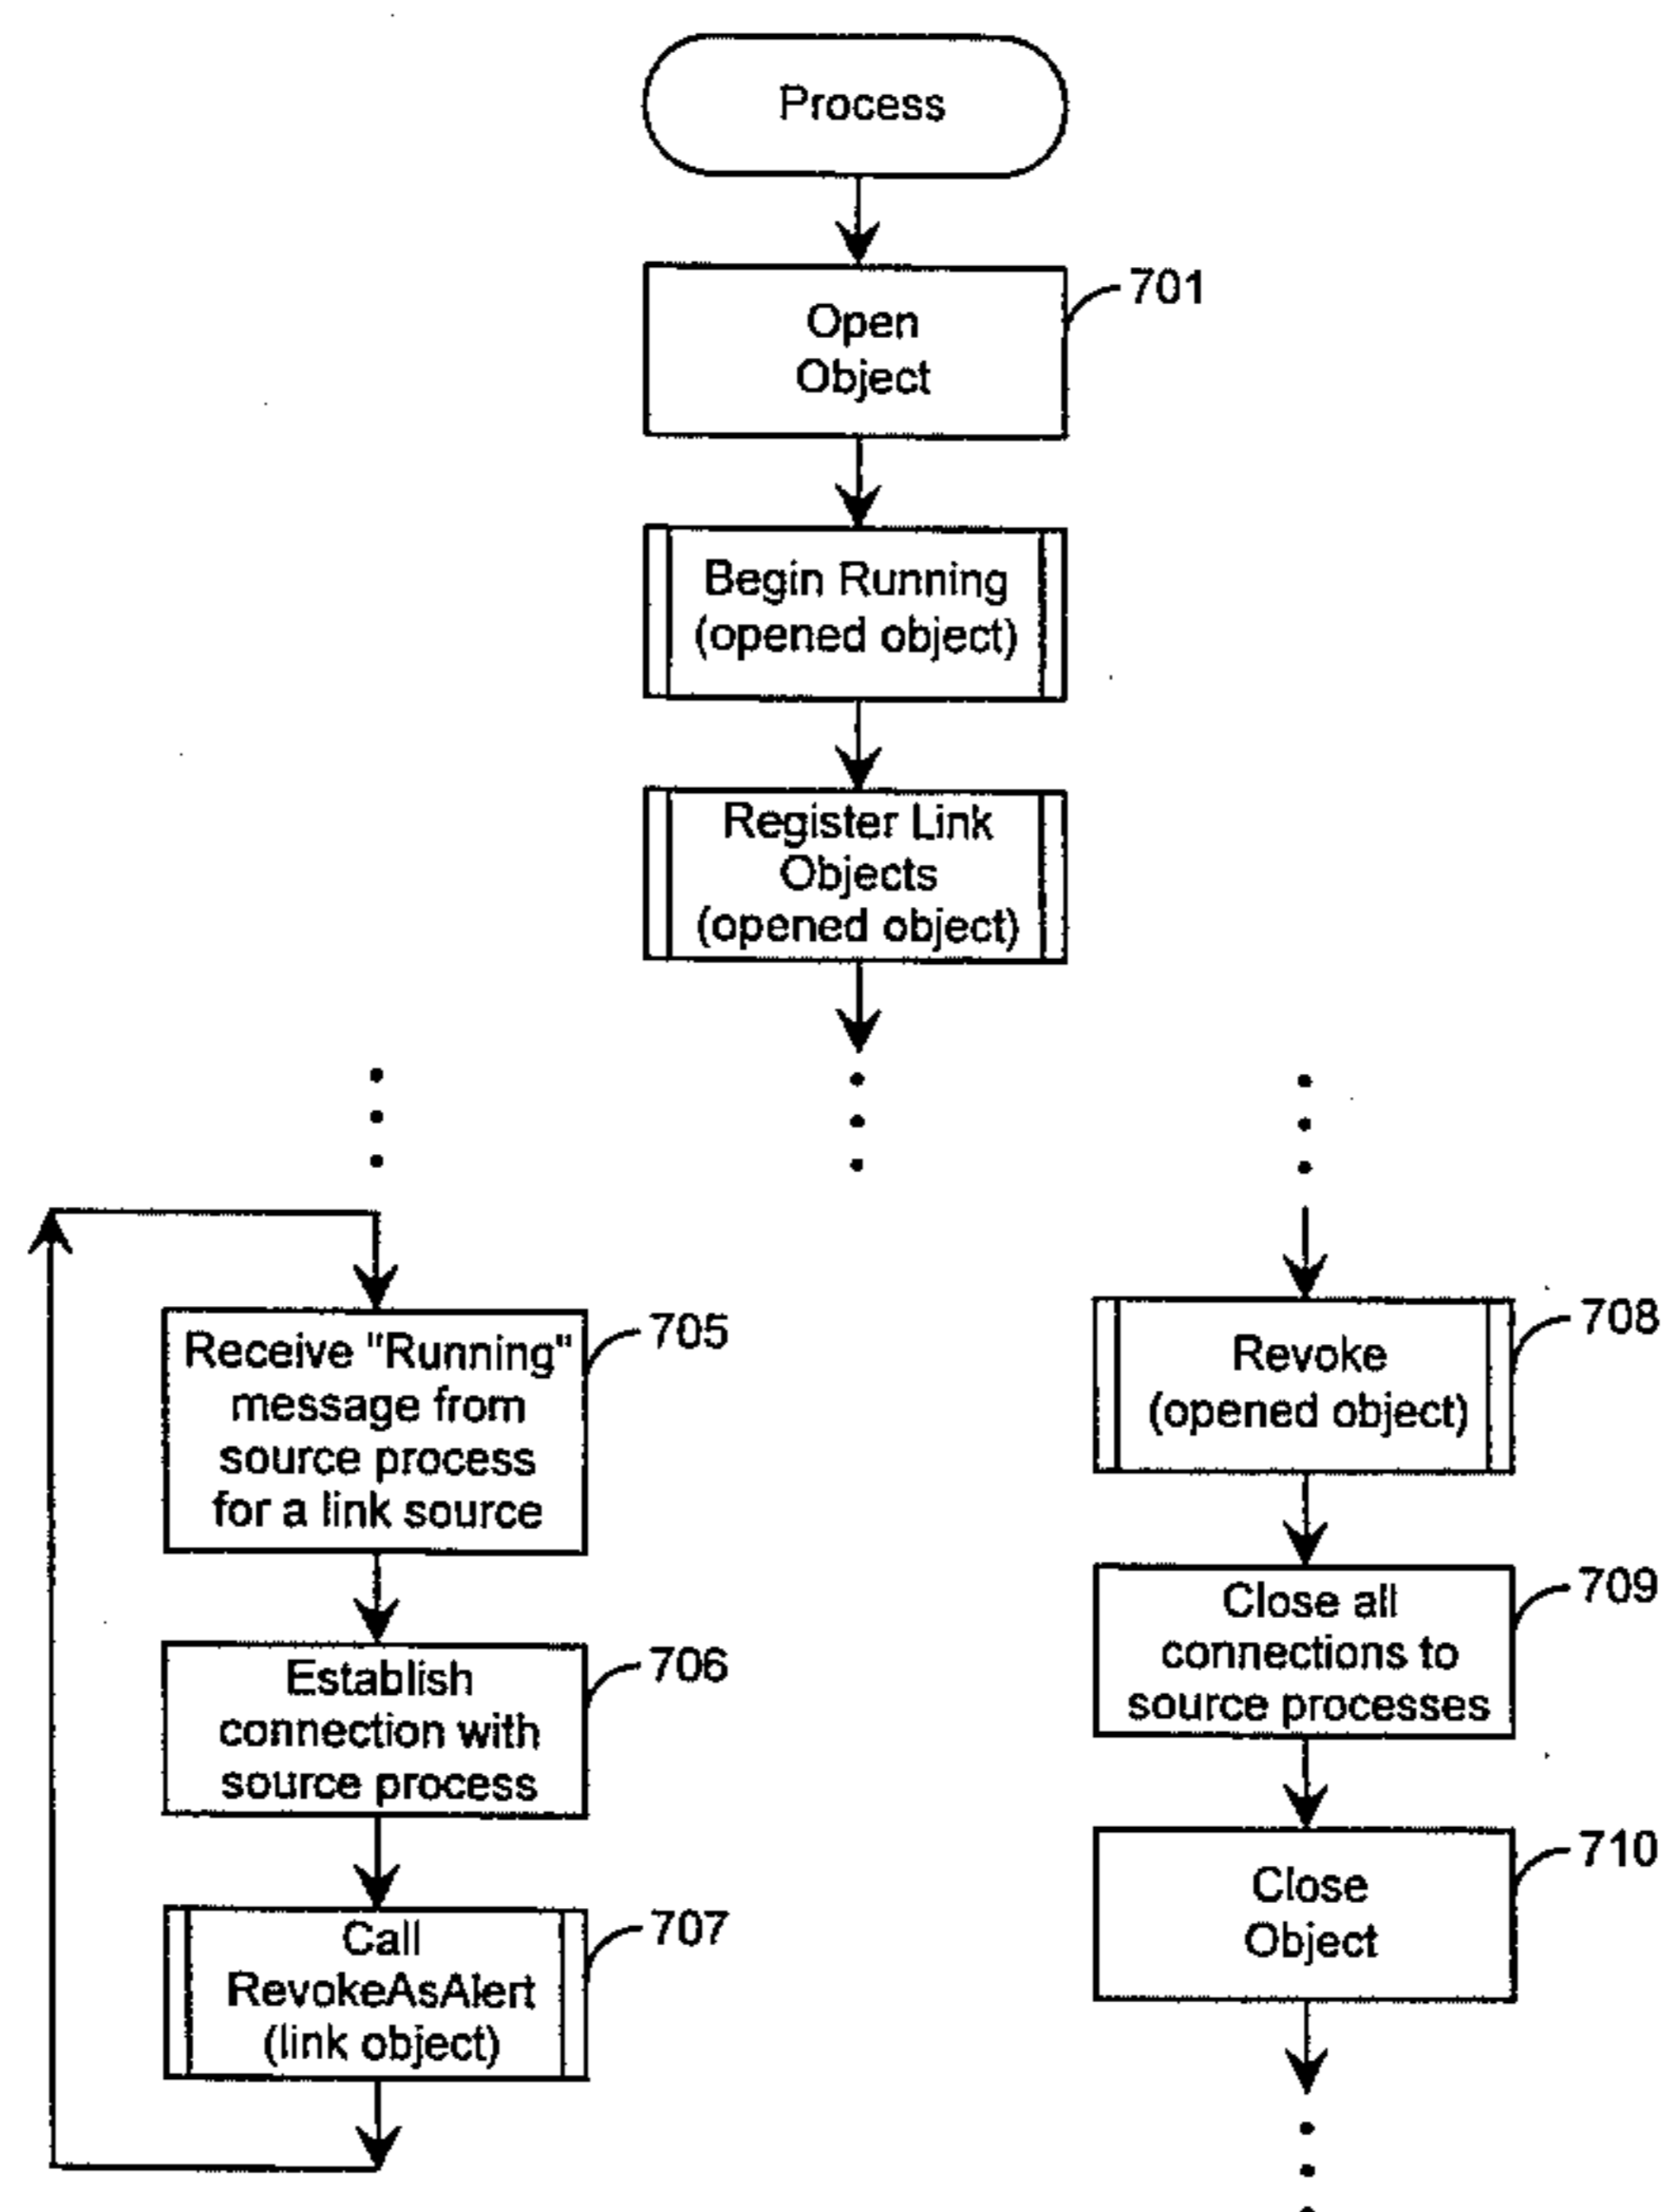 Process
Open
Object
701
Begin Running
(opened object)
Register Link
Objects
(opened object)
Receive "Running"
message from
source process
for a link source
705
Establish
connection with
source process
706
Call
RevokeAsAlert
(link object)
707
Revoke
(opened object)
708
Close all
connections to
source processes
709
Close
Object
710